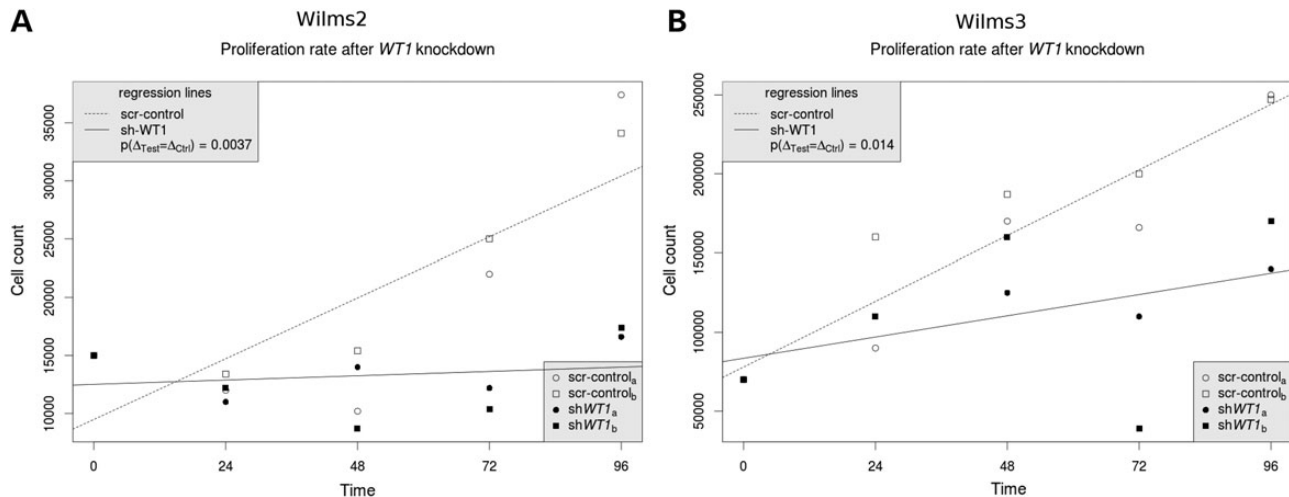 A
Wilms2
Proliferation rate after WT1 knockdown
regression lines
scr-control
sh-WT1
p(ΔTest=ΔCtrl) = 0.0037
Cell count
35000
30000
25000
20000
15000
10000
scr-controla
scr-controlb
shWT1a
shWT1b
0 24 48 72 96
Time
B
Wilms3
Proliferation rate after WT1 knockdown
regression lines
scr-control
sh-WT1
p(ΔTest=ΔCtrl) = 0.014
Cell count
250000
200000
150000
100000
50000
scr-controla
scr-controlb
shWT1a
shWT1b
0 24 48 72 96
Time